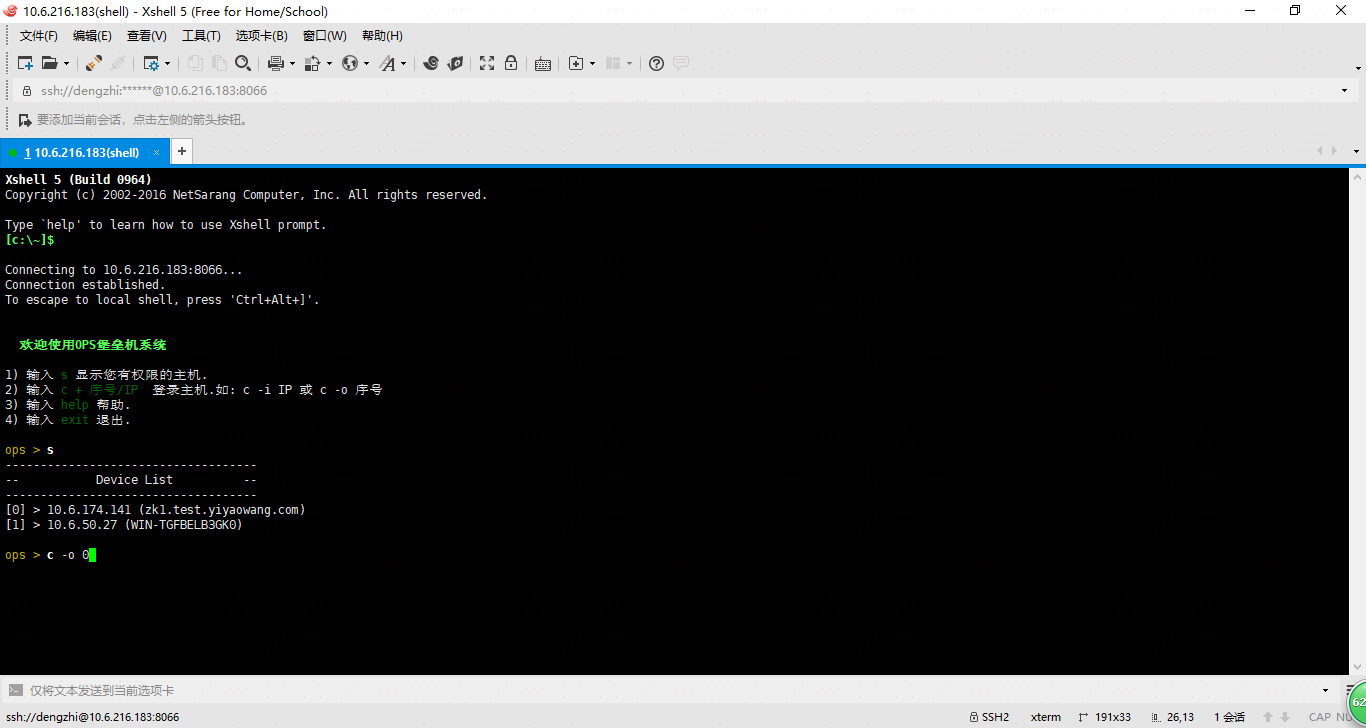 10.6.216.183(shell) - Xshell 5 (Free for Home/School)
文件(F) 编辑(E) 查看(V) 工具(T) 选项卡(B) 窗口(W) 帮助(H)
ssh://dengzhi:******@10.6.216.183:8066
要添加当前会话，点击左侧的箭头按钮。
1 10.6.216.183(shell) × +
Xshell 5 (Build 0964)
Copyright (c) 2002-2016 NetSarang Computer, Inc. All rights reserved.
Type `help' to learn how to use Xshell prompt.
[c:\~]$
Connecting to 10.6.216.183:8066...
Connection established.
To escape to local shell, press 'Ctrl+Alt+]'.
欢迎使用OPS堡垒机系统
1) 输入 s 显示您有权限的主机.
2) 输入 c + 序号/IP 登录主机.如: c -i IP 或 c -o 序号
3) 输入 help 帮助.
4) 输入 exit 退出.
ops > s
------------------------------------
-- Device List --
------------------------------------
[0] > 10.6.174.141 (zk1.test.yiyaowang.com)
[1] > 10.6.50.27 (WIN-TGFBELB3GK0)
ops > c -o 0
仅将文本发送到当前选项卡
62
ssh://dengzhi@10.6.216.183:8066 SSH2 xterm 191x33 26,13 1 会话 CAP